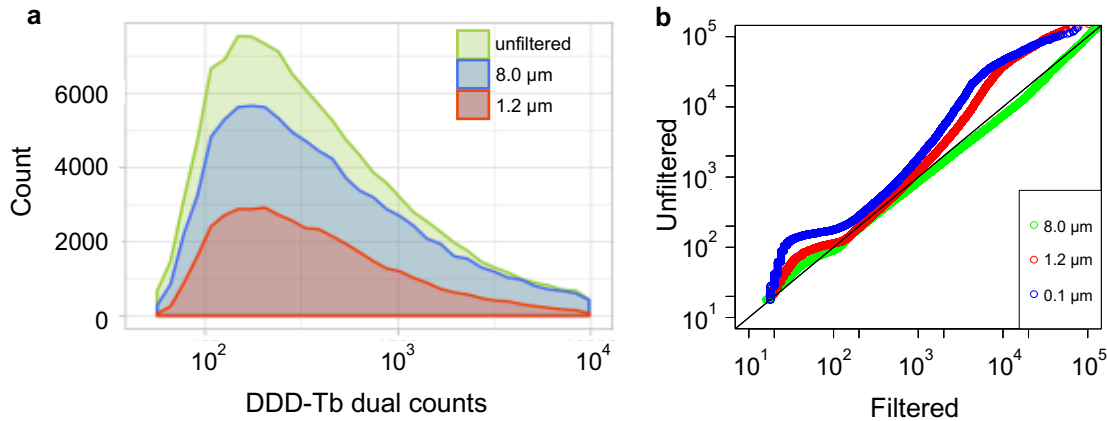 a
unfiltered
8.0 µm
1.2 µm
6000
4000
2000
0
Count
10²
10³
10⁴
DDD-Tb dual counts
b
10⁵
10⁴
10³
10²
10¹
Unfiltered
8.0 µm
1.2 µm
0.1 µm
10¹
10²
10³
10⁴
10⁵
Filtered